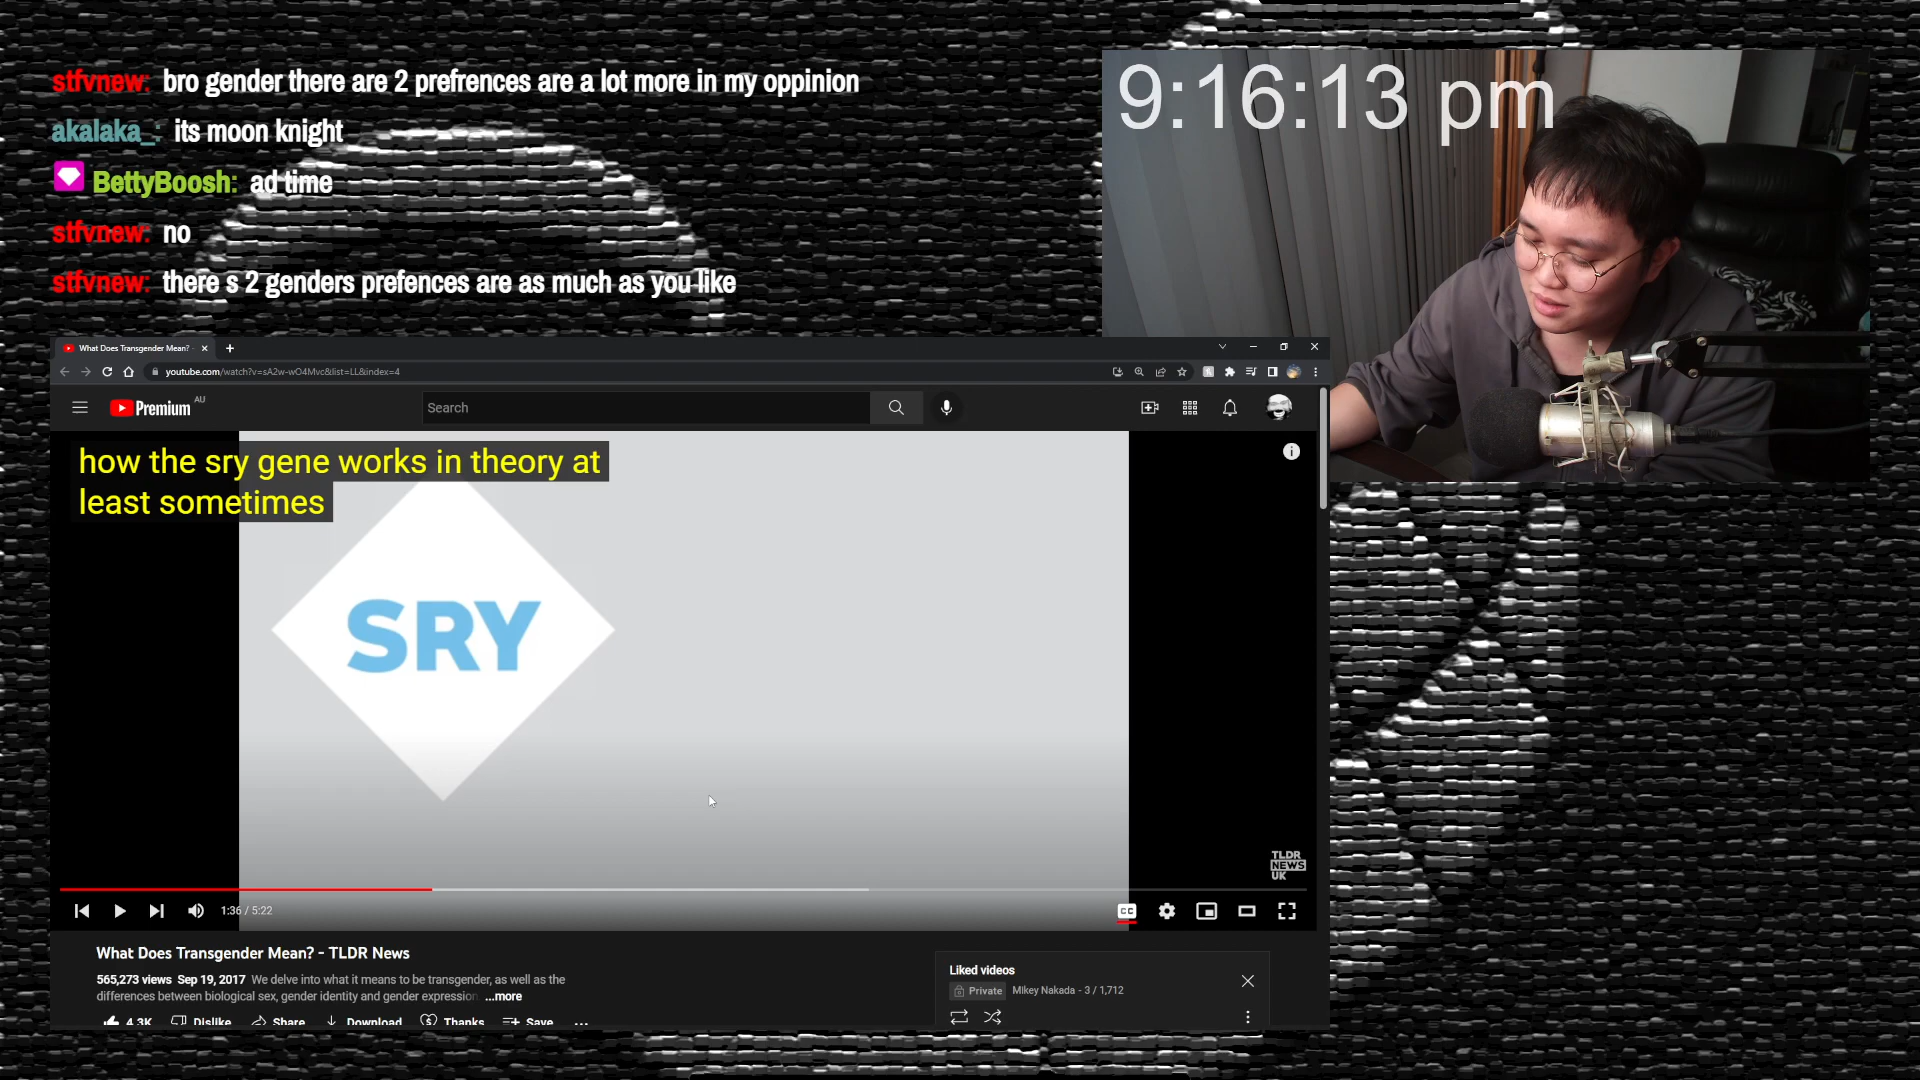 stfvnew: bro gender there are 2 prefrences are a lot more in my oppinion
akalaka_: its moon knight
BettyBoosh: ad time
stfvnew: no
stfvnew: there s 2 genders prefences are as much as you like
9:16:13 pm
What Does Transgender Mean? -
youtube.com/watch?v=sA2w-wO4Mvc&list=LL&index=4
Premium AU
Search
how the sry gene works in theory at
least sometimes
SRY
TLDR
NEWS
UK
1:36 / 5:22
CC
What Does Transgender Mean? - TLDR News
565,273 views Sep 19, 2017 We delve into what it means to be transgender, as well as the
differences between biological sex, gender identity and gender expression ...more
4.3K Dislike Share Download Thanks Save ...
Liked videos
Private Mikey Nakada - 3 / 1,712